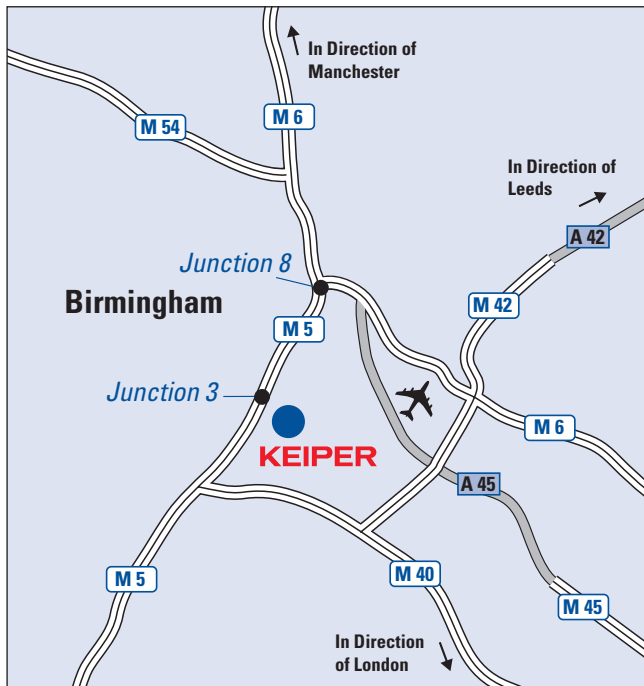 In Direction of
Manchester
M 6
M 54
In Direction of
Leeds
A 42
Junction 8
Birmingham
M 42
M 5
Junction 3
KEIPER
M 6
A 45
M 5
M 40
M 45
In Direction
of London